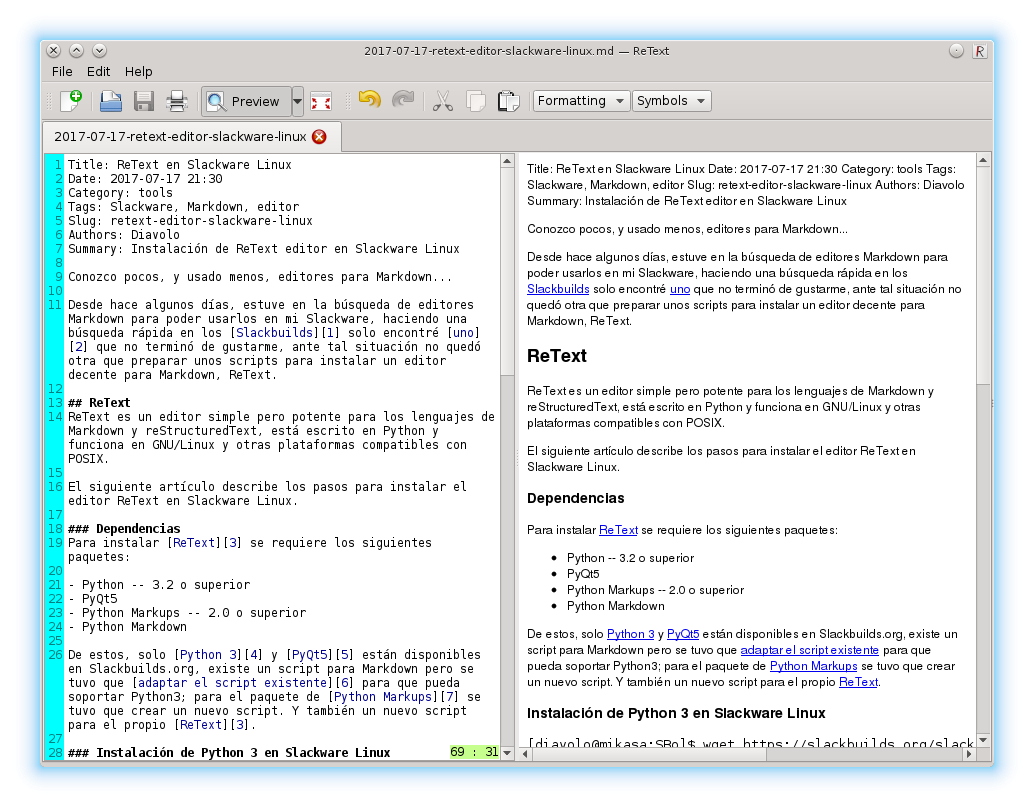 2017-07-17-retext-editor-slackware-linux.md — ReText
File Edit Help
Preview Formatting Symbols
2017-07-17-retext-editor-slackware-linux
1 Title: ReText en Slackware Linux
2 Date: 2017-07-17 21:30
3 Category: tools
4 Tags: Slackware, Markdown, editor
5 Slug: retext-editor-slackware-linux
6 Authors: Diavolo
7 Summary: Instalación de ReText editor en Slackware Linux
8
9 Conozco pocos, y usado menos, editores para Markdown...
10
11 Desde hace algunos días, estuve en la búsqueda de editores
Markdown para poder usarlos en mi Slackware, haciendo una
búsqueda rápida en los [Slackbuilds][1] solo encontré [uno]
[2] que no terminó de gustarme, ante tal situación no quedó
otra que preparar unos scripts para instalar un editor
decente para Markdown, ReText.
12
13 ## ReText
14 ReText es un editor simple pero potente para los lenguajes de
Markdown y reStructuredText, está escrito en Python y
funciona en GNU/Linux y otras plataformas compatibles con
POSIX.
15
16 El siguiente artículo describe los pasos para instalar el
editor ReText en Slackware Linux.
17
18 ### Dependencias
19 Para instalar [ReText][3] se requiere los siguientes
paquetes:
20
21 - Python -- 3.2 o superior
22 - PyQt5
23 - Python Markups -- 2.0 o superior
24 - Python Markdown
25
26 De estos, solo [Python 3][4] y [PyQt5][5] están disponibles
en Slackbuilds.org, existe un script para Markdown pero se
tuvo que [adaptar el script existente][6] para que pueda
soportar Python3; para el paquete de [Python Markups][7] se
tuvo que crear un nuevo script. Y también un nuevo script
para el propio [ReText][3].
27
28 ### Instalación de Python 3 en Slackware Linux
69 : 31
Title: ReText en Slackware Linux Date: 2017-07-17 21:30 Category: tools Tags:
Slackware, Markdown, editor Slug: retext-editor-slackware-linux Authors: Diavolo
Summary: Instalación de ReText editor en Slackware Linux
Conozco pocos, y usado menos, editores para Markdown...
Desde hace algunos días, estuve en la búsqueda de editores Markdown para
poder usarlos en mi Slackware, haciendo una búsqueda rápida en los
Slackbuilds solo encontré uno que no terminó de gustarme, ante tal situación no
quedó otra que preparar unos scripts para instalar un editor decente para
Markdown, ReText.
ReText
ReText es un editor simple pero potente para los lenguajes de Markdown y
reStructuredText, está escrito en Python y funciona en GNU/Linux y otras
plataformas compatibles con POSIX.
El siguiente artículo describe los pasos para instalar el editor ReText en
Slackware Linux.
Dependencias
Para instalar ReText se requiere los siguientes paquetes:
• Python -- 3.2 o superior
• PyQt5
• Python Markups -- 2.0 o superior
• Python Markdown
De estos, solo Python 3 y PyQt5 están disponibles en Slackbuilds.org, existe un
script para Markdown pero se tuvo que adaptar el script existente para que
pueda soportar Python3; para el paquete de Python Markups se tuvo que crear
un nuevo script. Y también un nuevo script para el propio ReText.
Instalación de Python 3 en Slackware Linux
[diavolo@mikasa:SBo]$ wget https://slackbuilds.org/slack